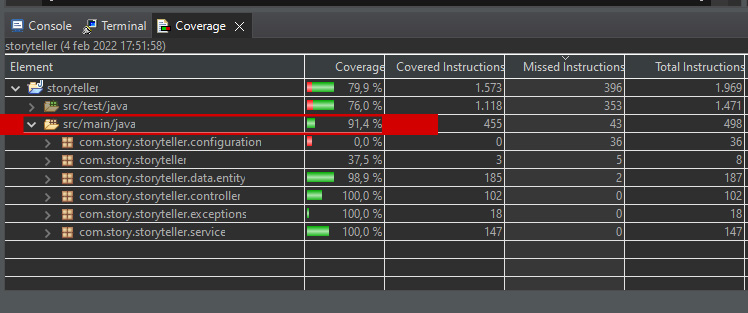 Console Terminal Coverage
storyteller (4 feb 2022 17:51:58)
Element Coverage Covered Instructions Missed Instructions Total Instructions
storyteller 79,9 % 1.573 396 1.969
src/test/java 76,0 % 1.118 353 1.471
src/main/java 91,4 % 455 43 498
com.story.storyteller.configuration 0,0 % 0 36 36
com.story.storyteller 37,5 % 3 5 8
com.story.storyteller.data.entity 98,9 % 185 2 187
com.story.storyteller.controller 100,0 % 102 0 102
com.story.storyteller.exceptions 100,0 % 18 0 18
com.story.storyteller.service 100,0 % 147 0 147